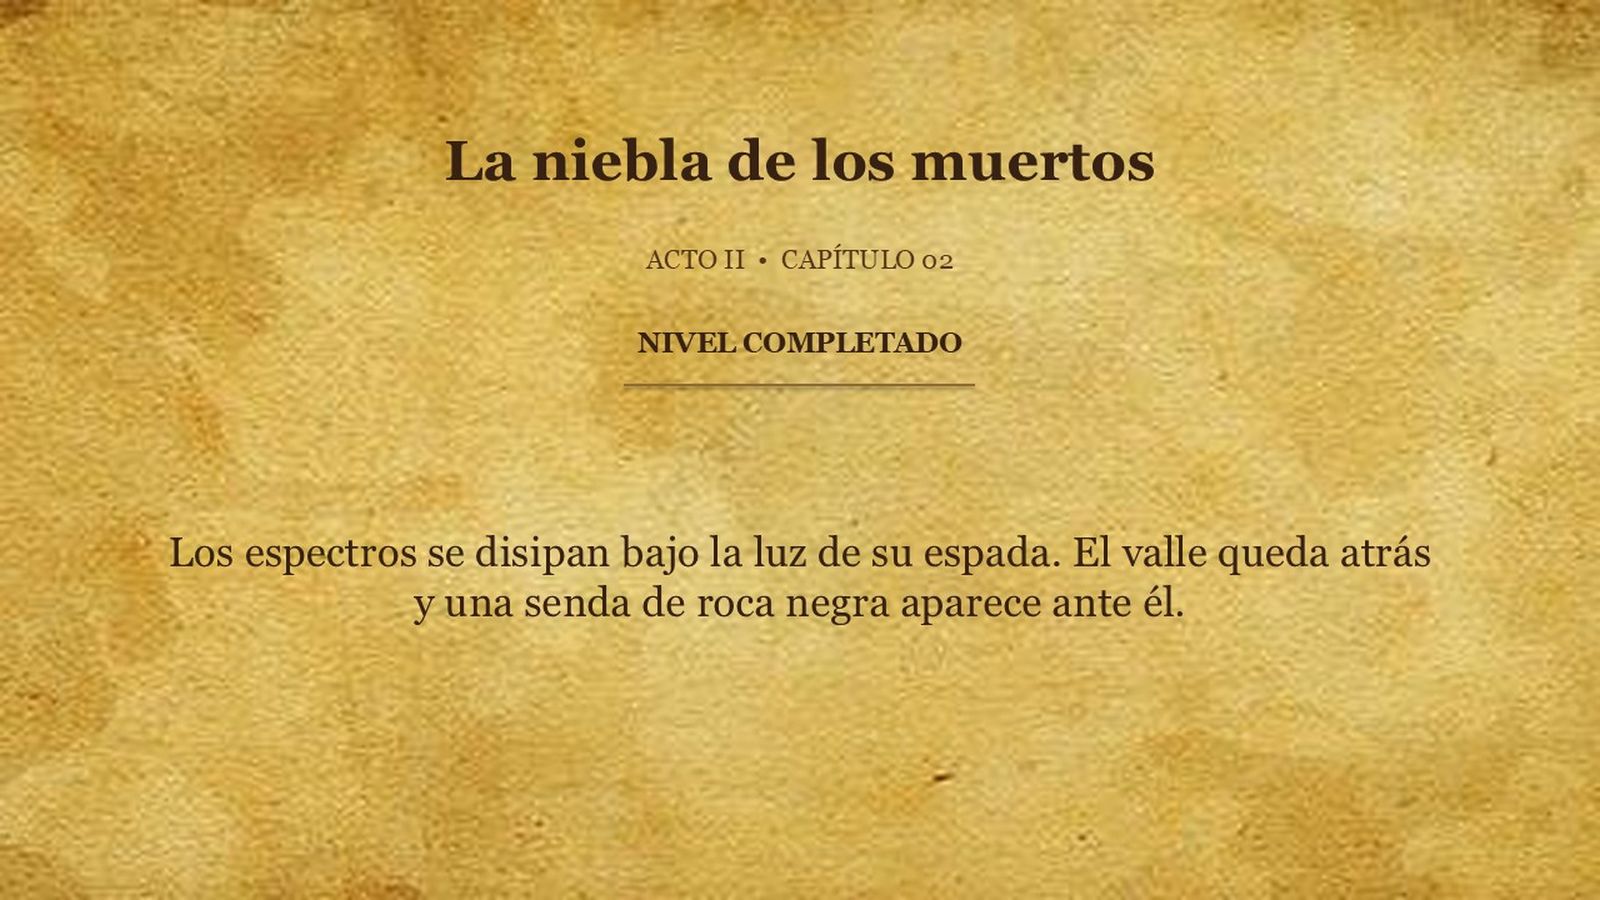 La niebla de los muertos
ACTO II • CAPÍTULO 02
NIVEL COMPLETADO
Los espectros se disipan bajo la luz de su espada. El valle queda atrás
y una senda de roca negra aparece ante él.